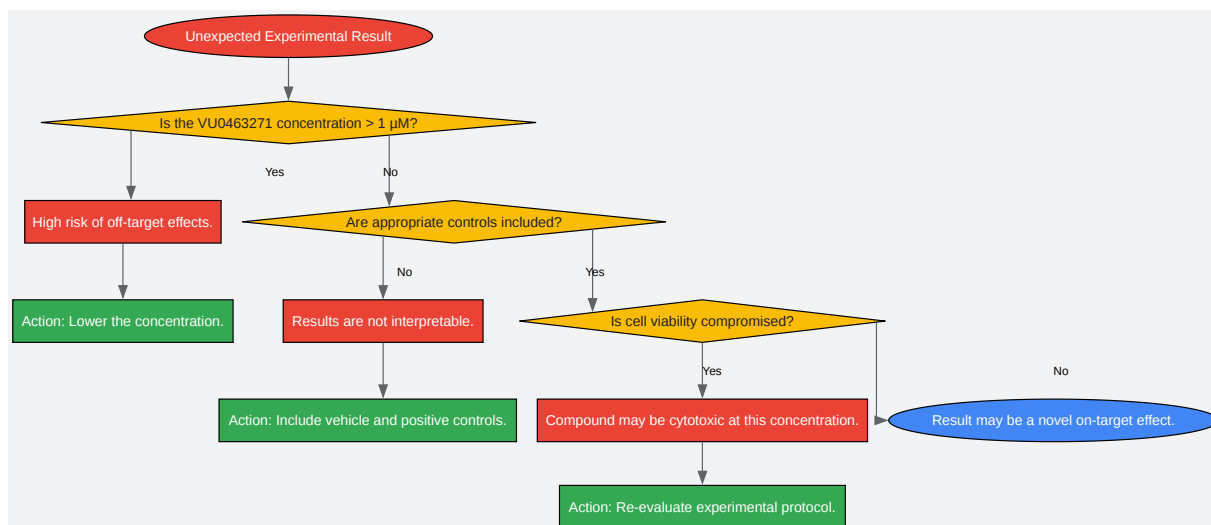 Unexpected Experimental Result
Is the VU0463271 concentration > 1 µM?
Yes
No
High risk of off-target effects.
Are appropriate controls included?
No
Yes
Action: Lower the concentration.
Results are not interpretable.
Is cell viability compromised?
Yes
No
Action: Include vehicle and positive controls.
Compound may be cytotoxic at this concentration.
Result may be a novel on-target effect.
Action: Re-evaluate experimental protocol.